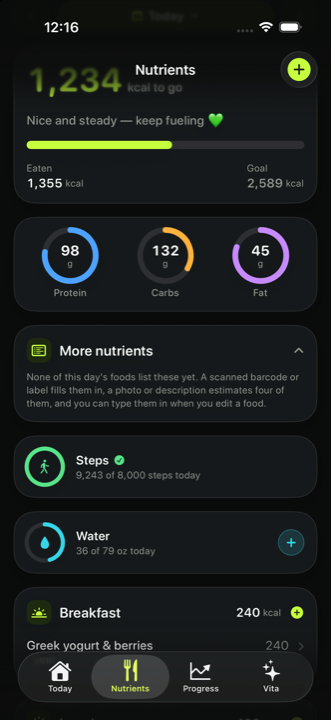 Today
12:16
Nutrients
1,234 kcal to go
Nice and steady — keep fueling 💚
Eaten
Goal
1,355 kcal
2,589 kcal
98
g
Protein
132
g
Carbs
45
g
Fat
More nutrients
None of this day's foods list these yet. A scanned barcode or
label fills them in, a photo or description estimates four of
them, and you can type them in when you edit a food.
Steps
9,243 of 8,000 steps today
Water
36 of 79 oz today
Breakfast
240 kcal
Greek yogurt & berries
240
Today
Nutrients
Progress
Vita